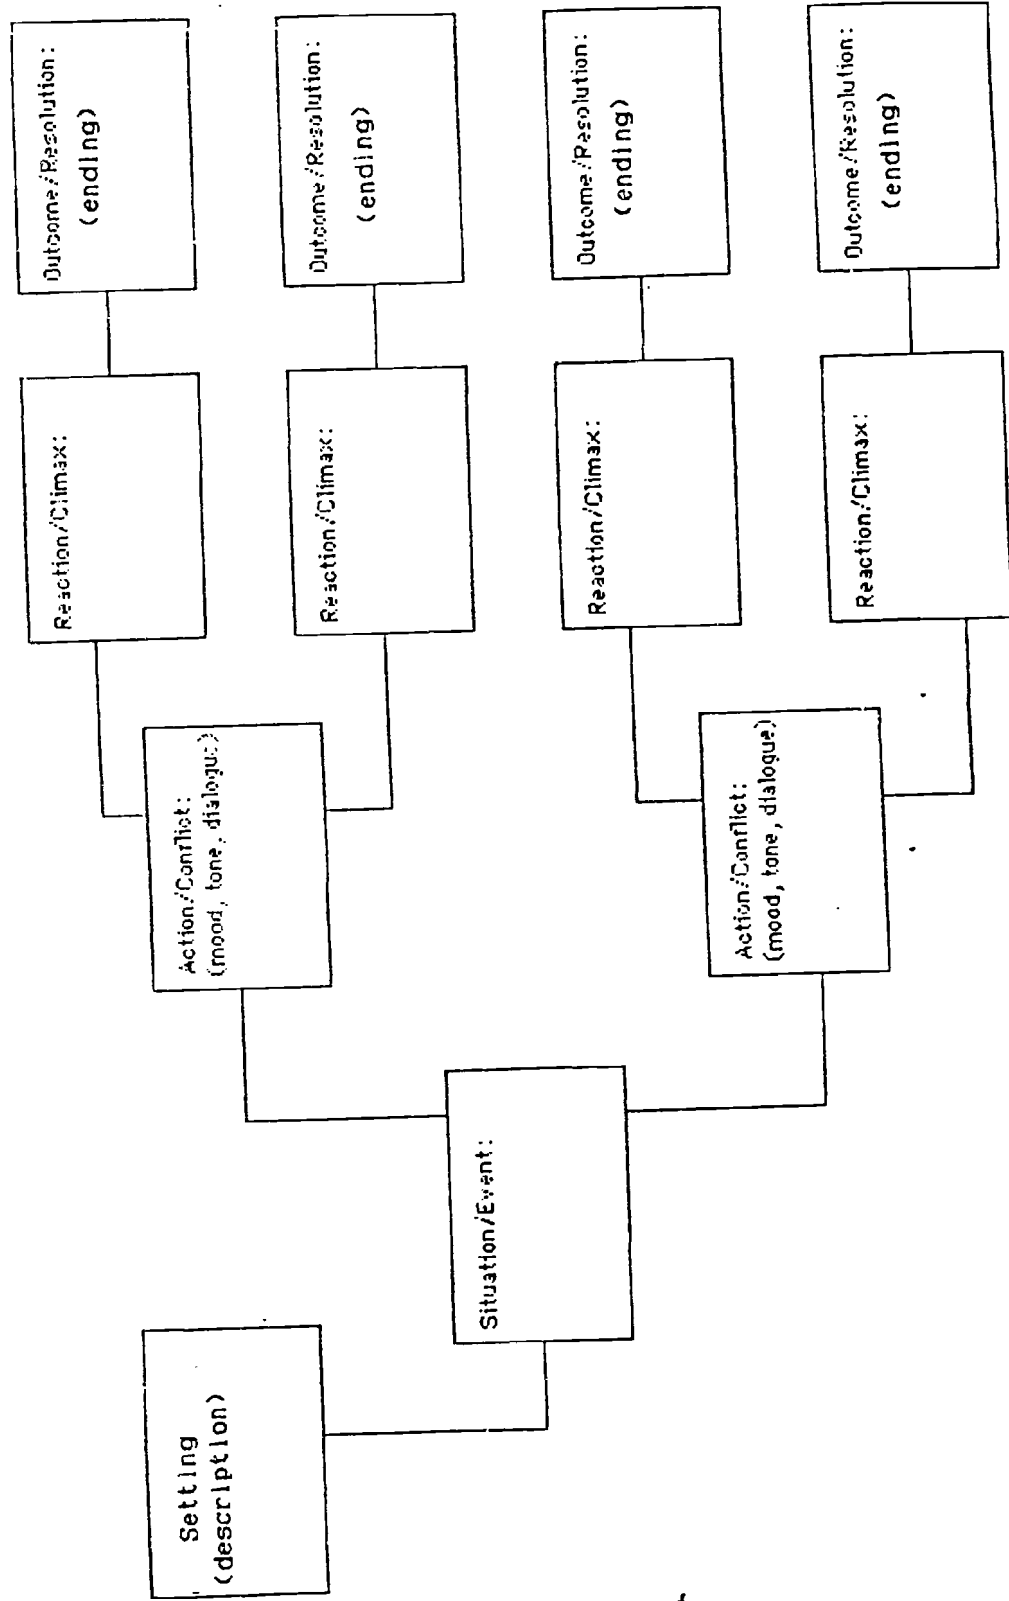 Setting
(description)
Situation/Event:
Action/Conflict:
(mood, tone, dialogue)
Action/Conflict:
(mood, tone, dialogue)
Reaction/Climax:
Reaction/Climax:
Reaction/Climax:
Reaction/Climax:
Outcome/Resolution:
(ending)
Outcome/Resolution:
(ending)
Outcome/Resolution:
(ending)
Outcome/Resolution:
(ending)